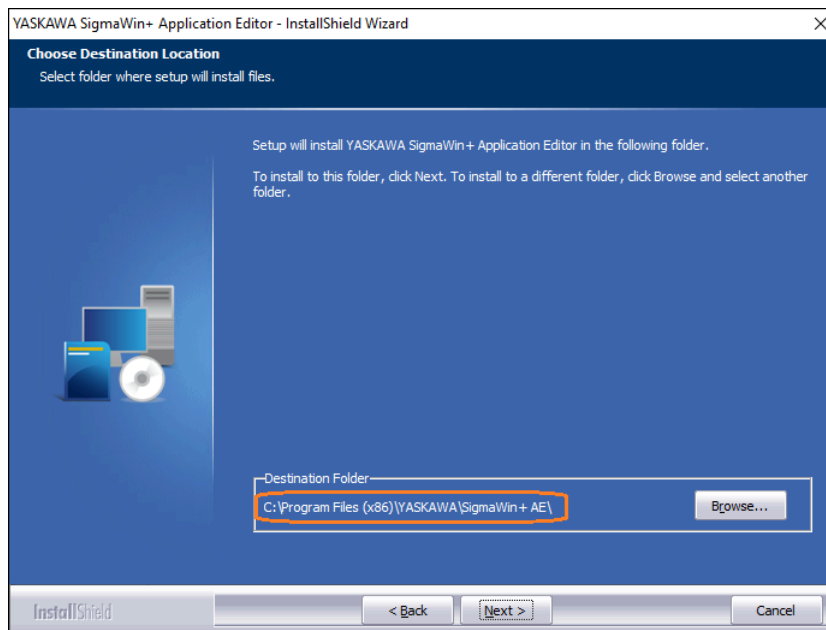 YASKAWA SigmaWin+ Application Editor - InstallShield Wizard
Choose Destination Location
Select folder where setup will install files.
Setup will install YASKAWA SigmaWin+ Application Editor in the following folder.
To install to this folder, click Next. To install to a different folder, click Browse and select another
folder.
Destination Folder
C:\Program Files (x86)\YASKAWA\SigmaWin+ AE\
Browse...
InstallShield
< Back
Next >
Cancel